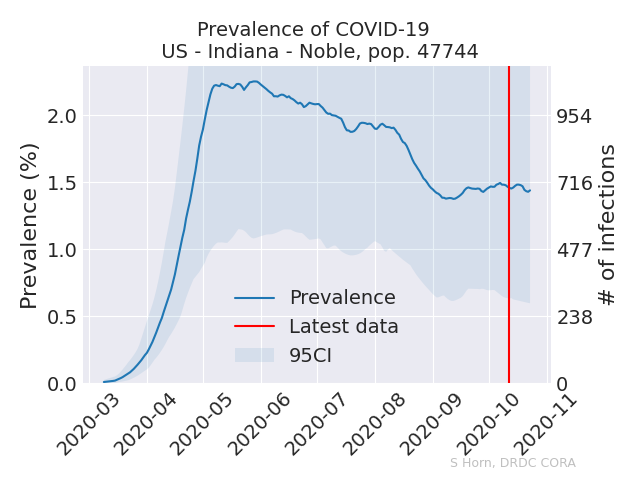 Prevalence of COVID-19
US - Indiana - Noble, pop. 47744
Prevalence (%)
2.0
1.5
1.0
0.5
0.0
954
716
477
238
0
# of infections
Prevalence
Latest data
95CI
2020-03
2020-04
2020-05
2020-06
2020-07
2020-08
2020-09
2020-10
2020-11
S Horn, DRDC CORA